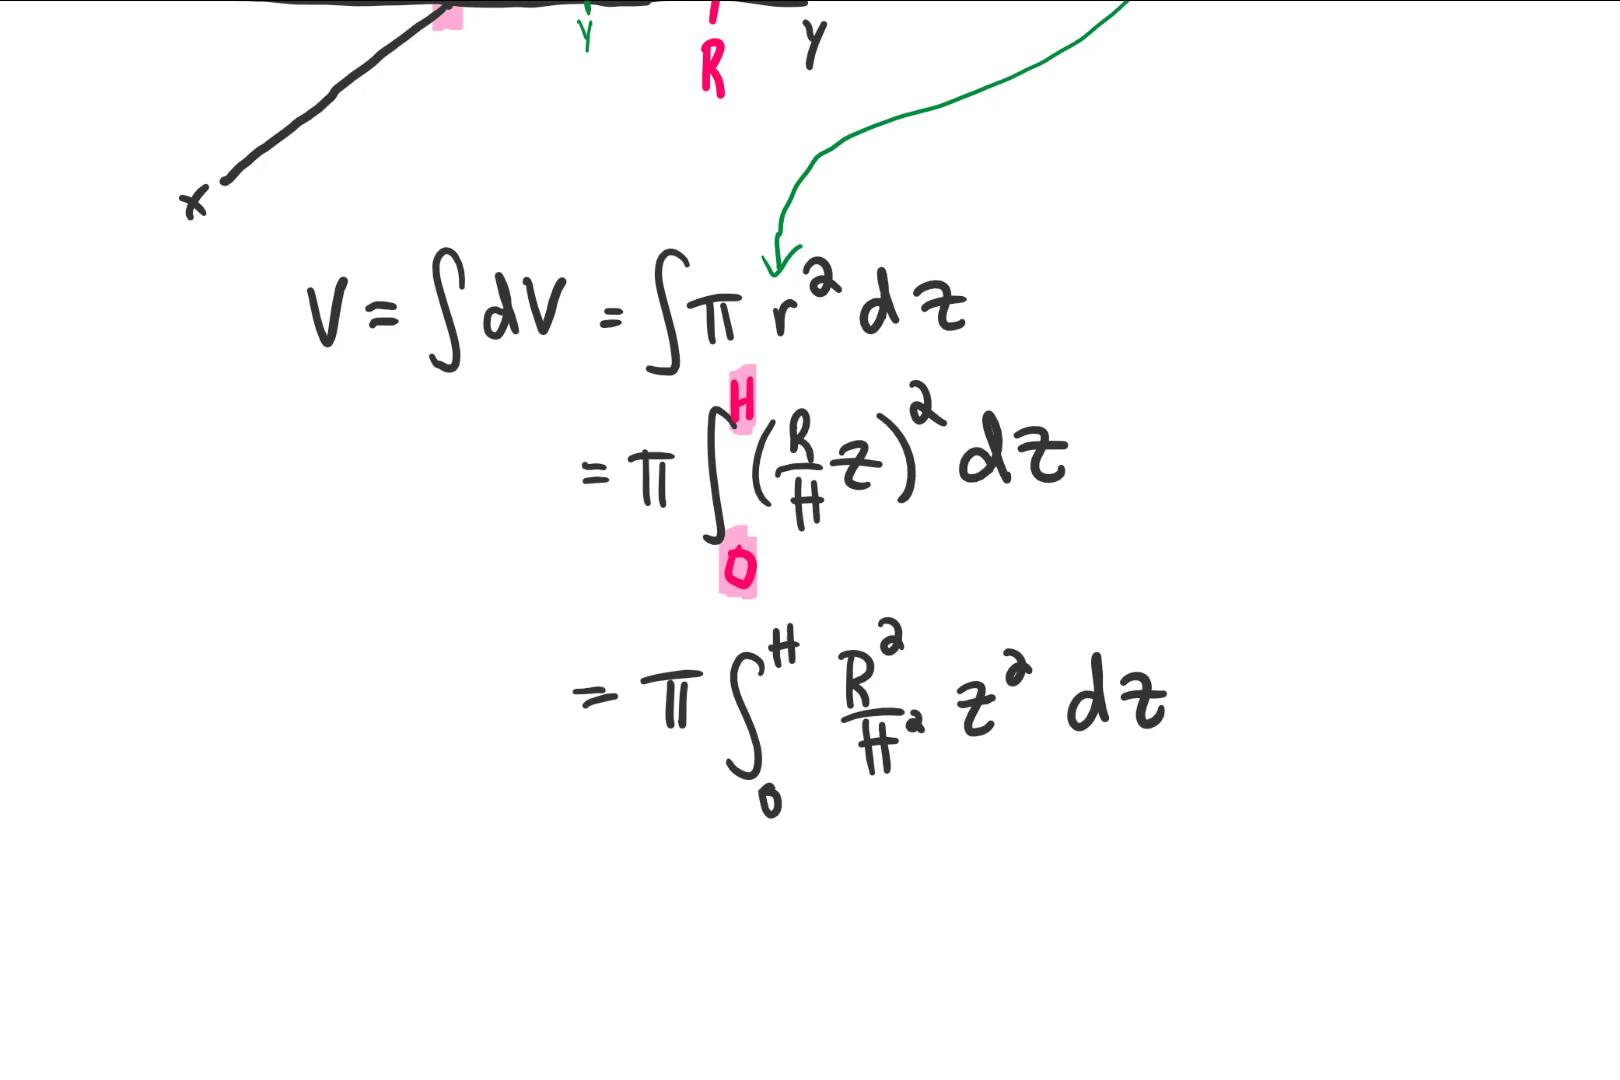 y R y
x
V = ∫ dV = ∫ π r² dz
= π ∫₀ᴴ (R/H z)² dz
= π ∫₀ᴴ R²/H² z² dz